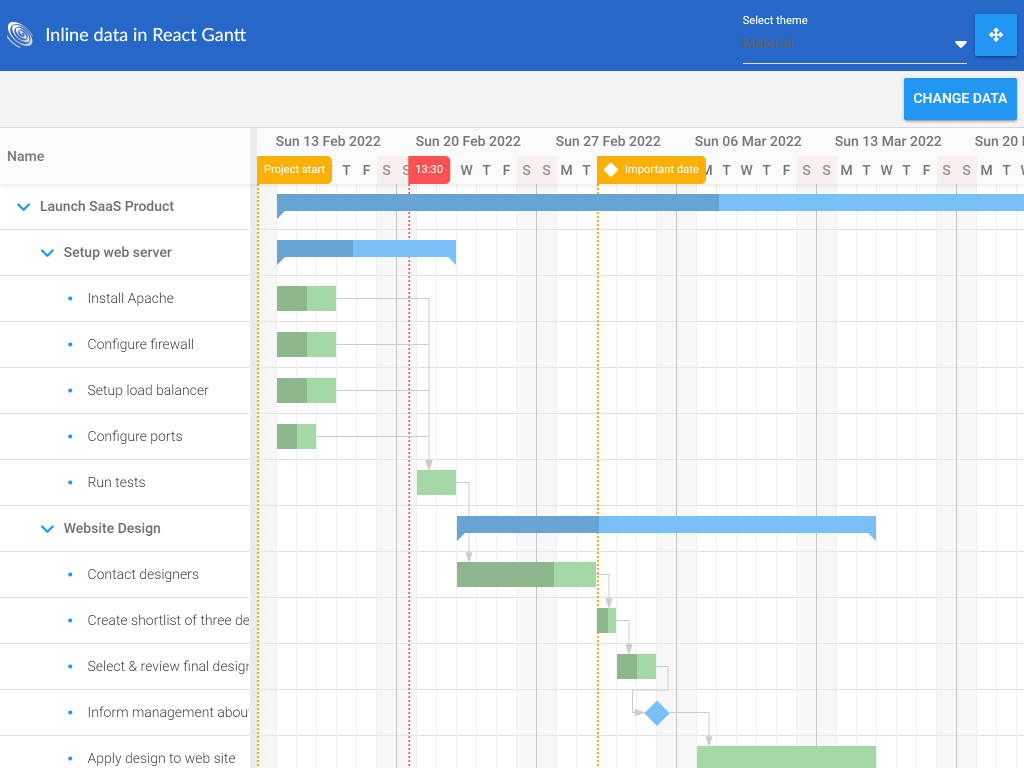 Inline data in React Gantt
Select theme
Material
CHANGE DATA
Name
Sun 13 Feb 2022 Sun 20 Feb 2022 Sun 27 Feb 2022 Sun 06 Mar 2022 Sun 13 Mar 2022 Sun 20
Project start T F S S 13:30 W T F S S M T Important date M T W T F S S M T W T F S S M T W
Launch SaaS Product
Setup web server
Install Apache
Configure firewall
Setup load balancer
Configure ports
Run tests
Website Design
Contact designers
Create shortlist of three de
Select & review final design
Inform management abou
Apply design to web site